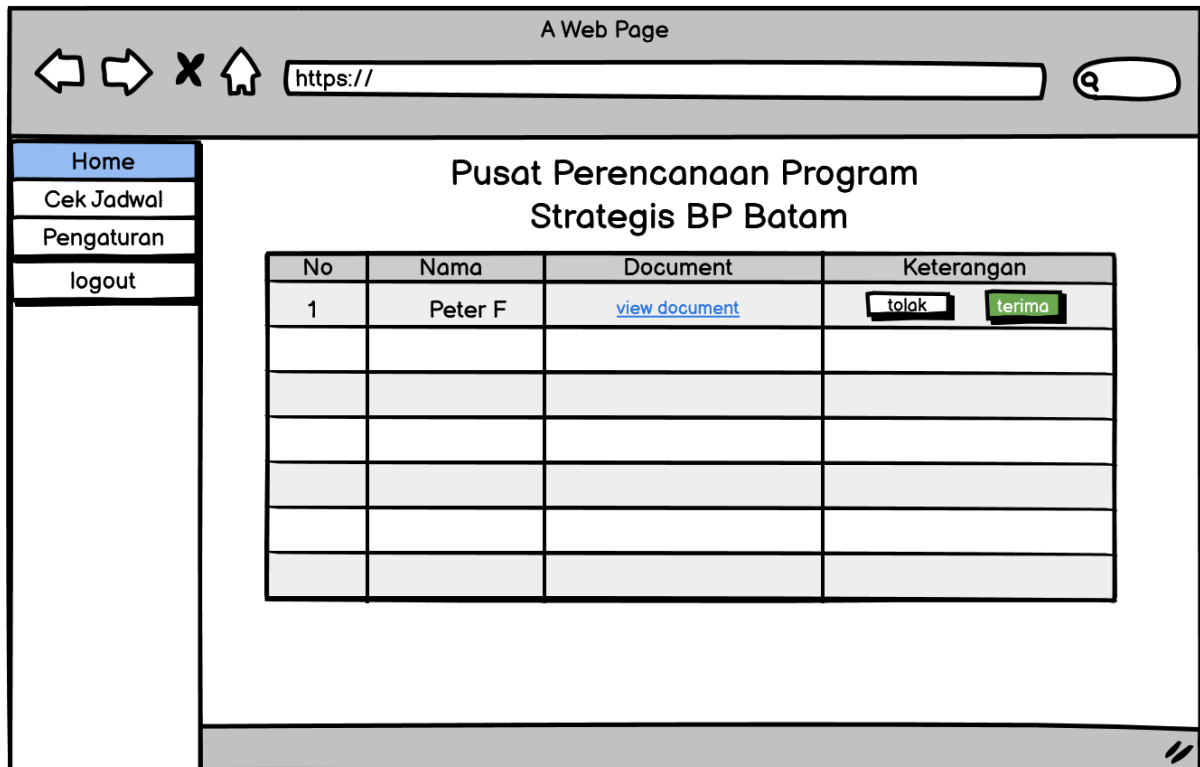 A Web Page
https://
Home
Cek Jadwal
Pengaturan
logout
Pusat Perencanaan Program
Strategis BP Batam
No Nama Document Keterangan
1 Peter F view document tolak terima